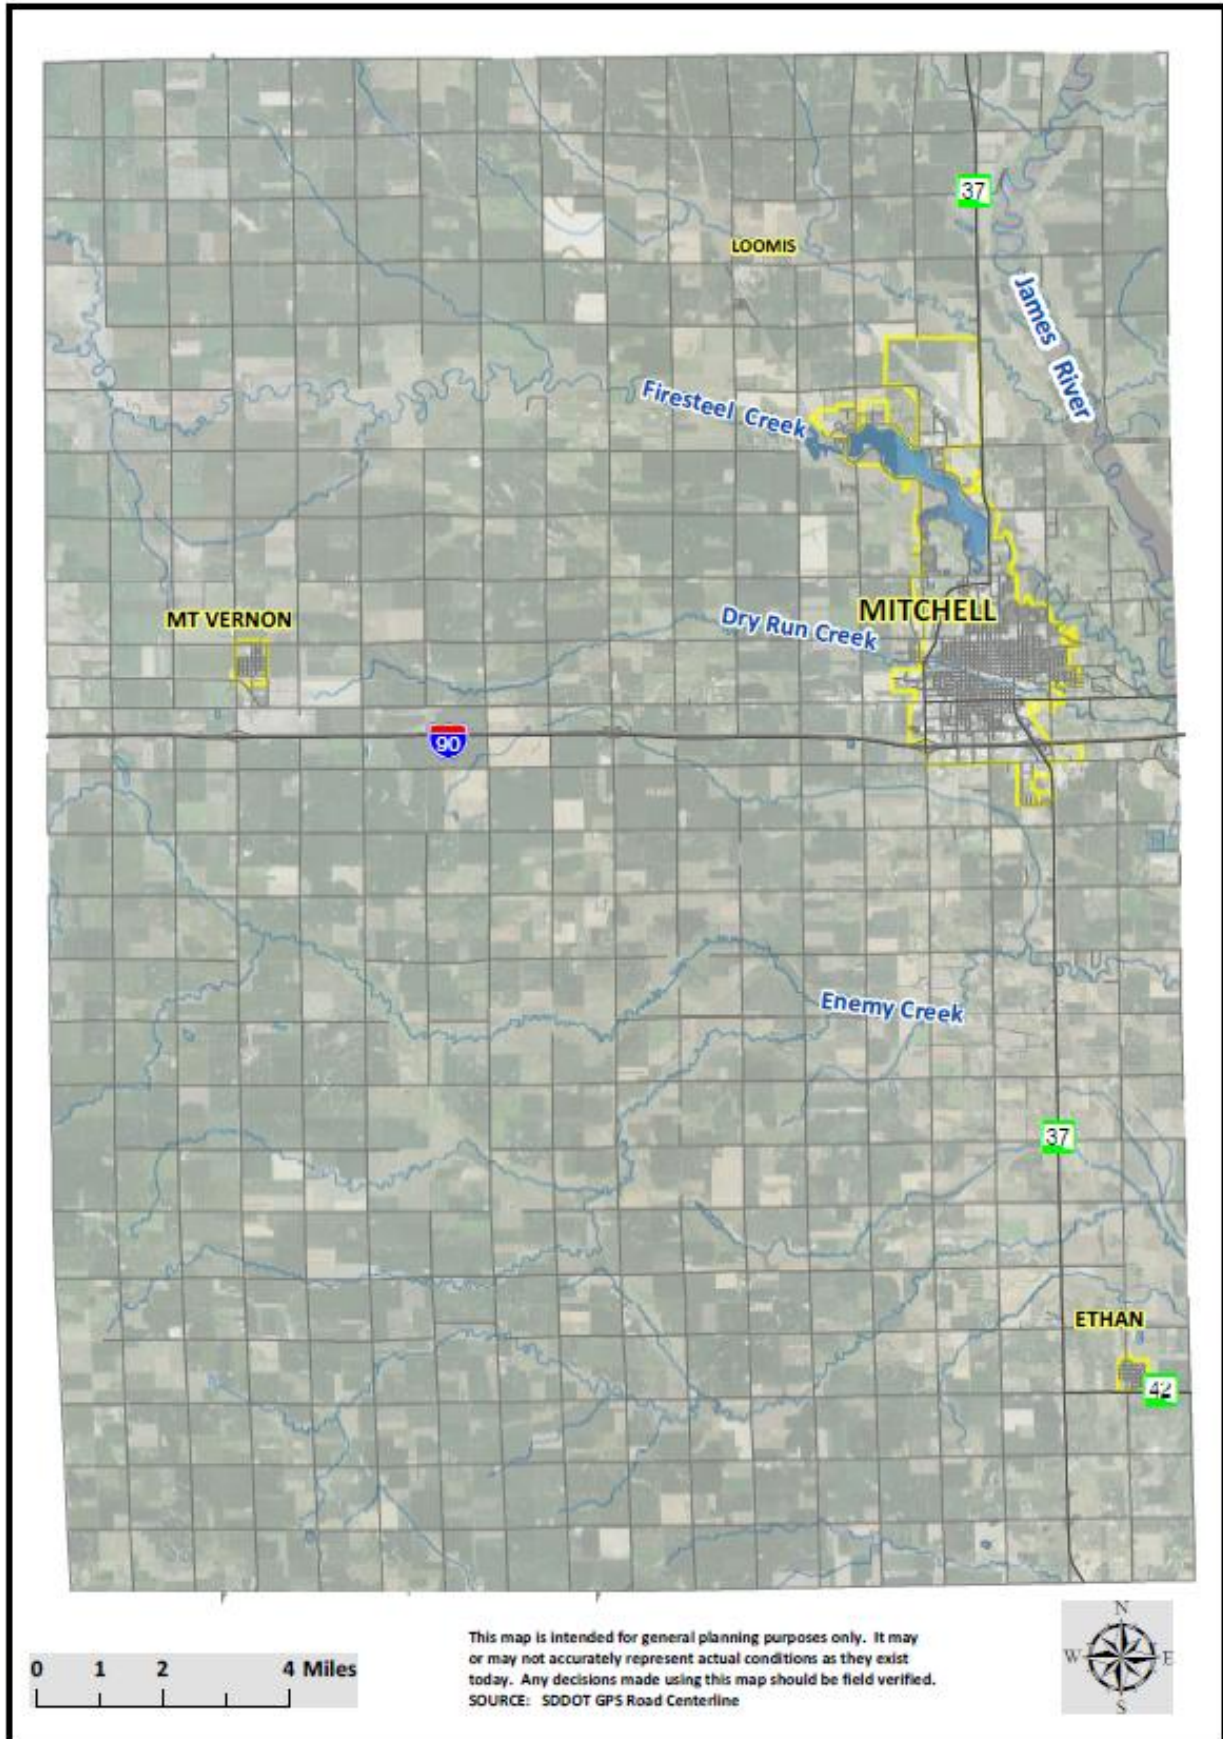 37
LOOMIS
James River
Firesteel Creek
MITCHELL
MT VERNON
Dry Run Creek
90
Enemy Creek
37
ETHAN
42
N
W E
S
0 1 2 4 Miles
This map is intended for general planning purposes only. It may
or may not accurately represent actual conditions as they exist
today. Any decisions made using this map should be field verified.
SOURCE: SDDOT GPS Road Centerline